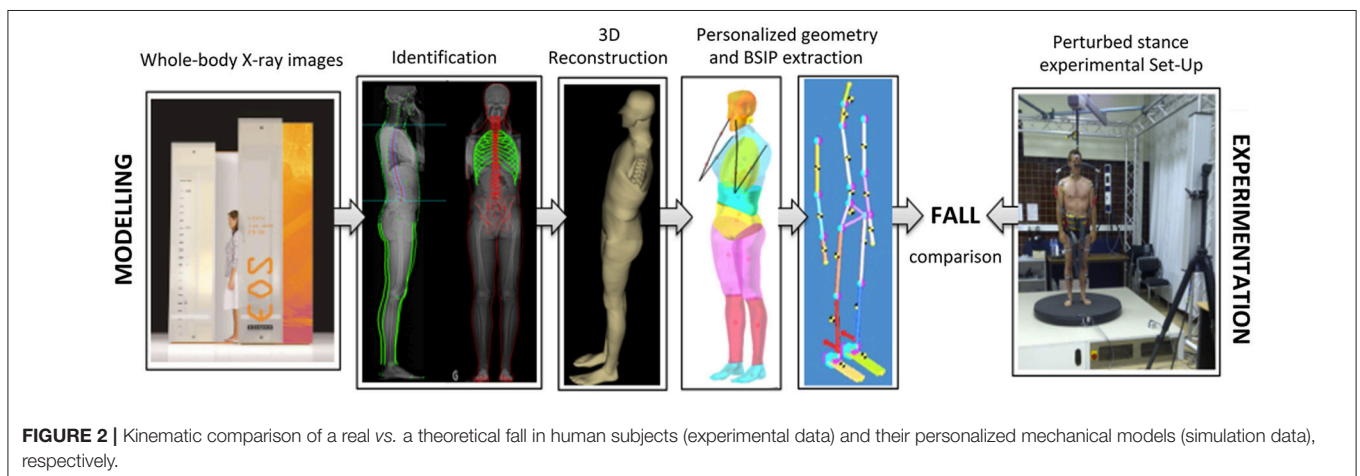 Whole-body X-ray images
Identification
3D
Reconstruction
Personalized geometry
and BSIP extraction
Perturbed stance
experimental Set-Up
MODELLING
EOS
FALL
comparison
EXPERIMENTATION
FIGURE 2 | Kinematic comparison of a real vs. a theoretical fall in human subjects (experimental data) and their personalized mechanical models (simulation data),
respectively.